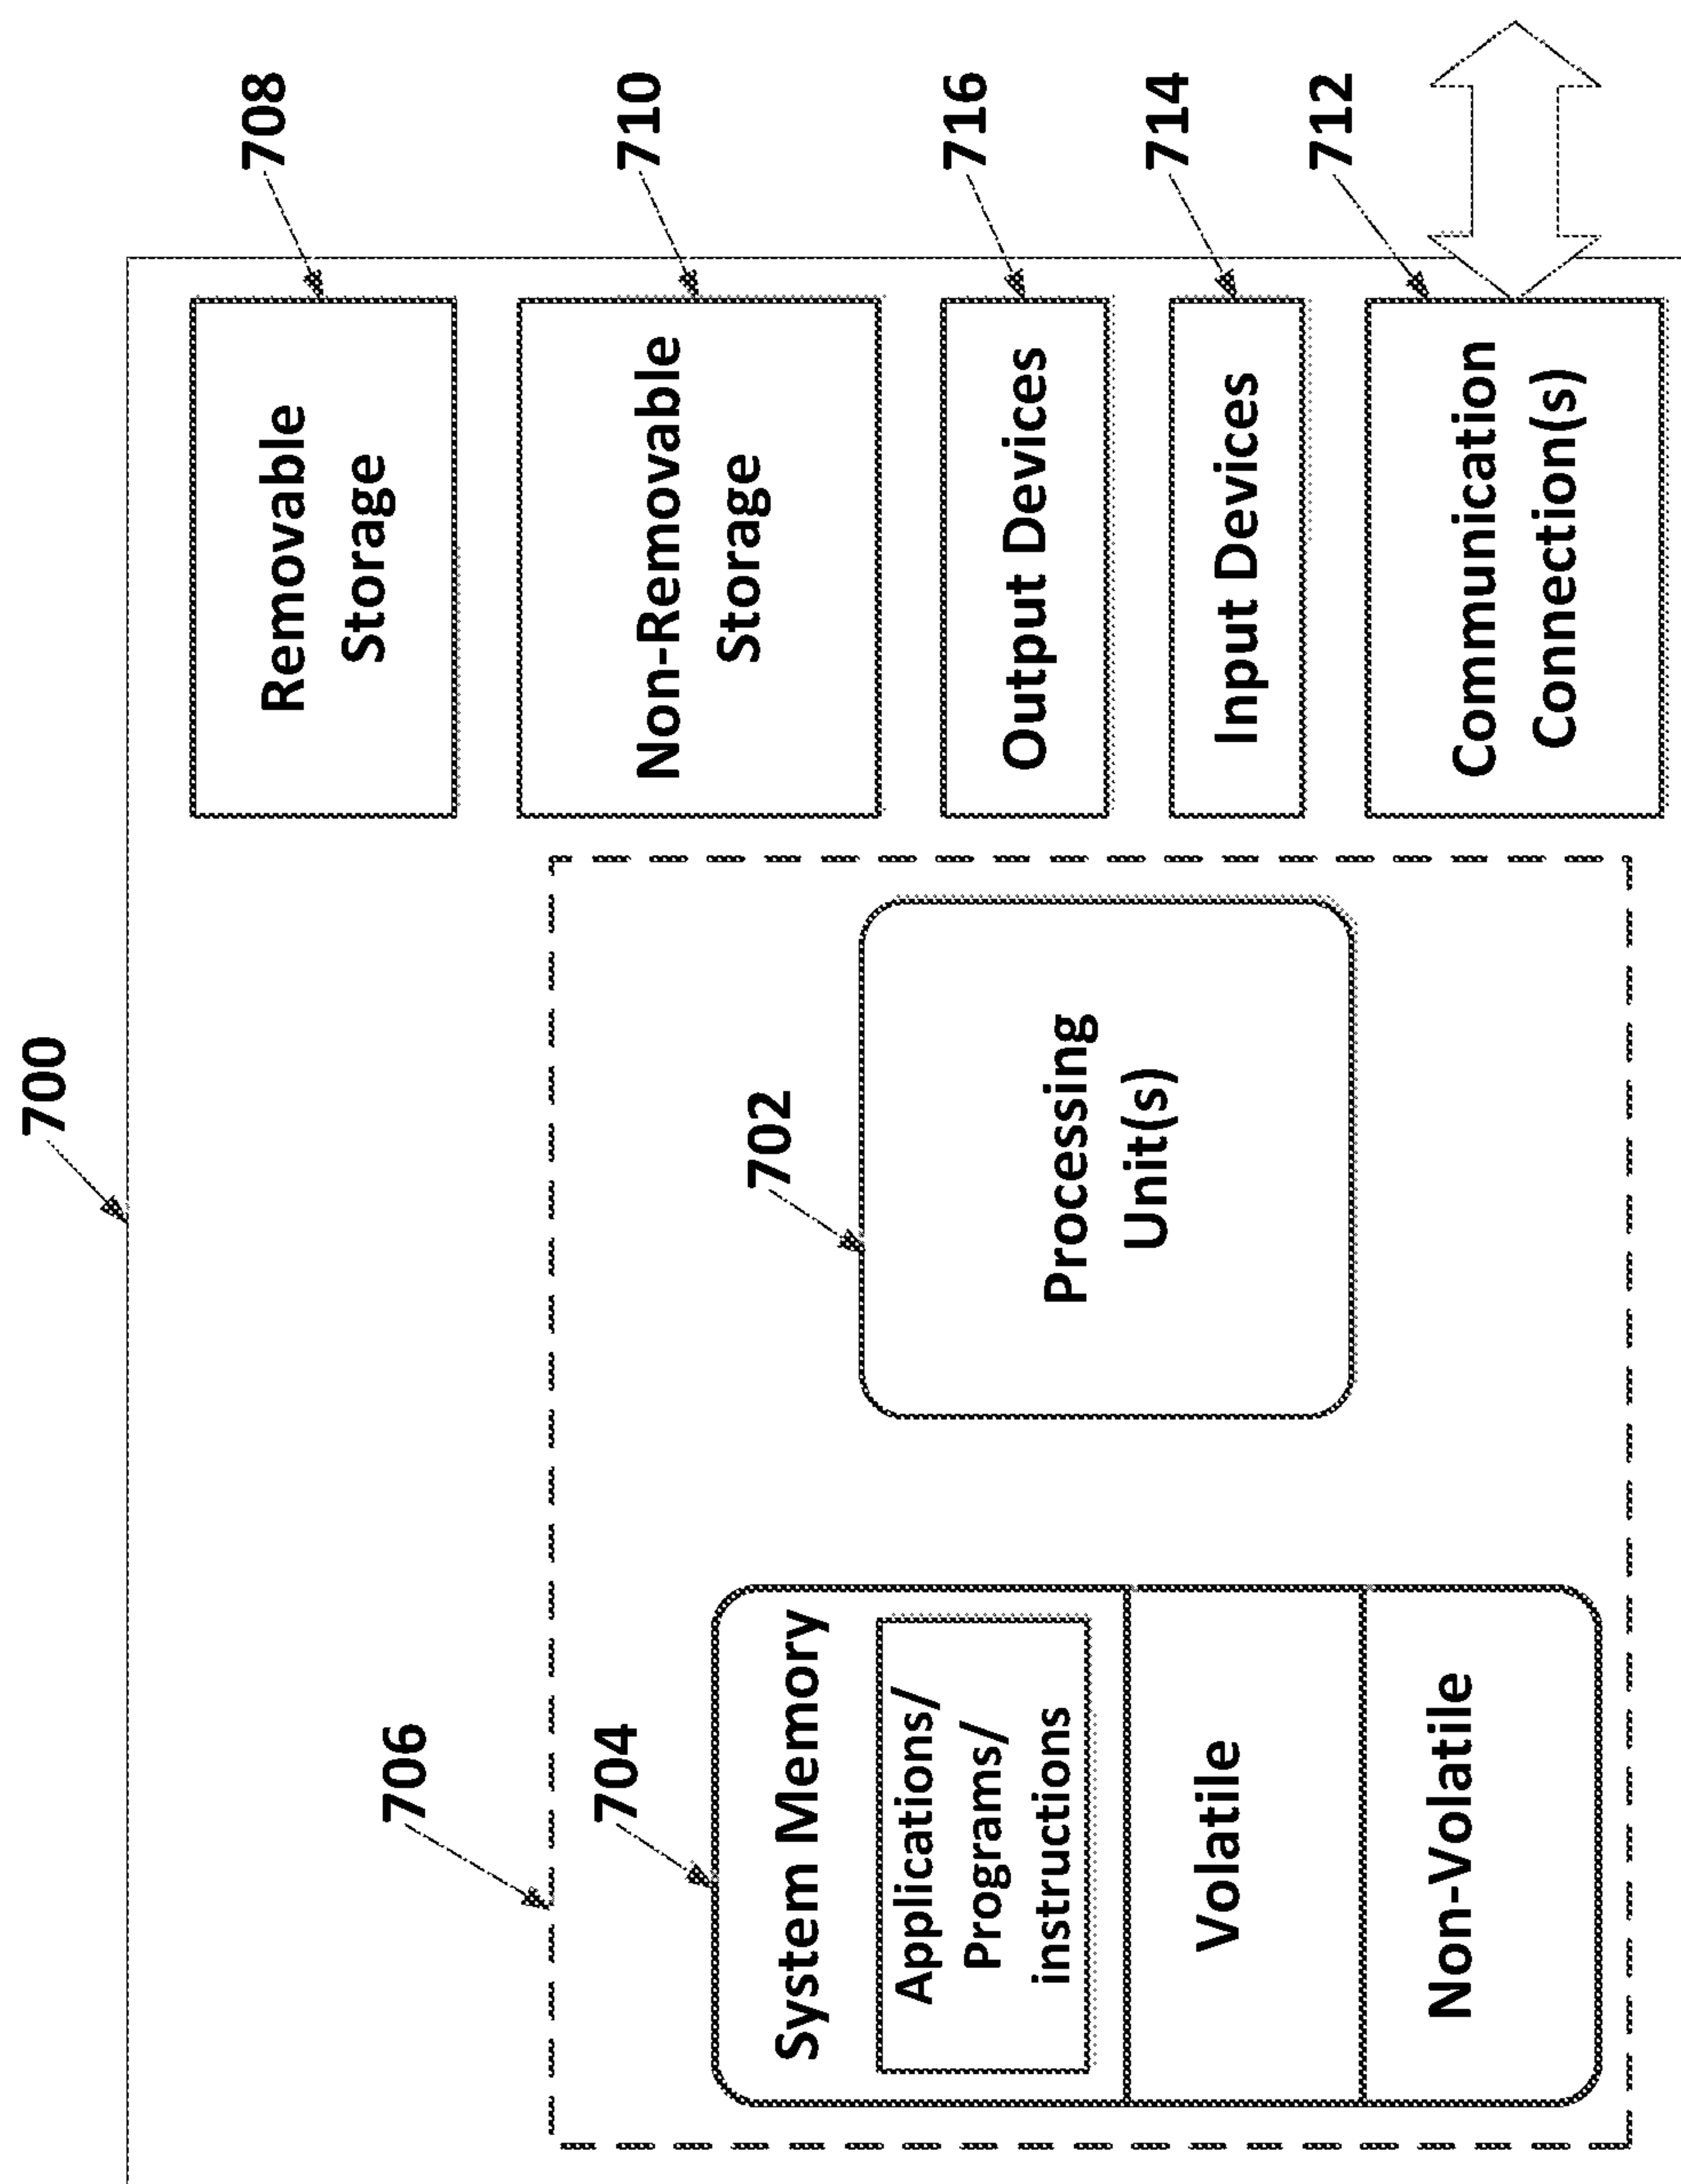 700
706
704
System Memory
Applications/
Programs/
instructions
Volatile
Non-Volatile
702
Processing
Unit(s)
Removable
Storage
708
Non-Removable
Storage
710
Output Devices
716
Input Devices
714
Communication
Connection(s)
712